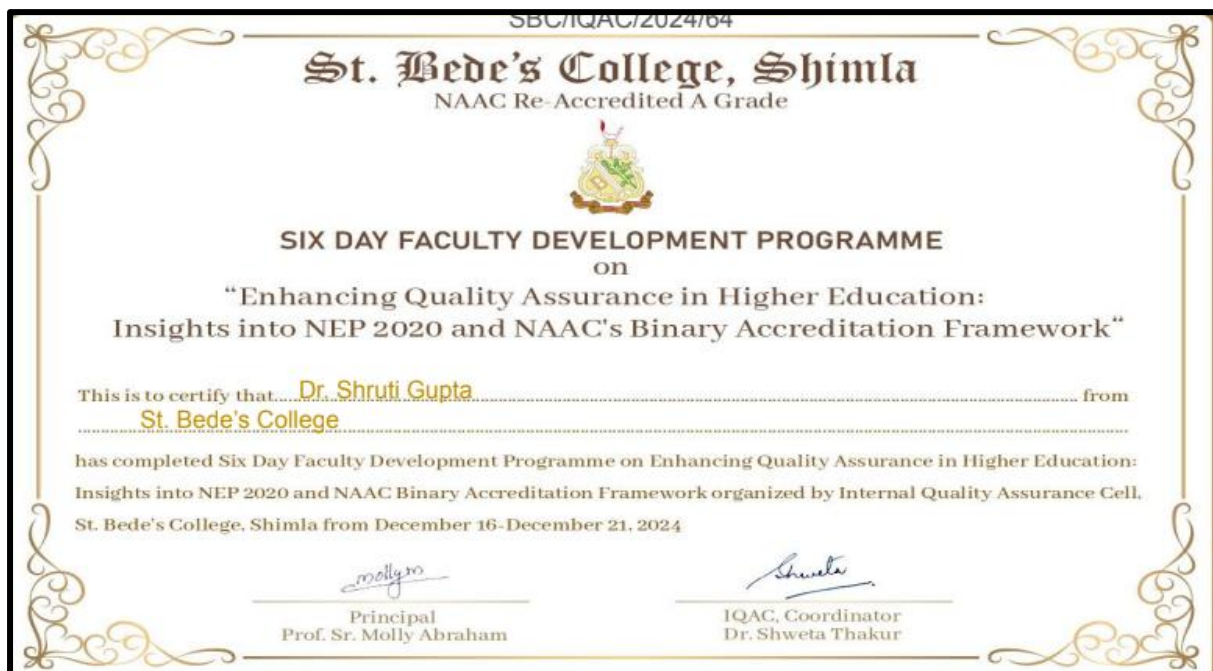 SBC/IQAC/2024/64
St. Bede's College, Shimla
NAAC Re-Accredited A Grade
SIX DAY FACULTY DEVELOPMENT PROGRAMME
on
“Enhancing Quality Assurance in Higher Education:
Insights into NEP 2020 and NAAC's Binary Accreditation Framework“
This is to certify that Dr. Shruti Gupta from
St. Bede's College
has completed Six Day Faculty Development Programme on Enhancing Quality Assurance in Higher Education:
Insights into NEP 2020 and NAAC Binary Accreditation Framework organized by Internal Quality Assurance Cell,
St. Bede's College, Shimla from December 16-December 21, 2024
mollym Shweta
Principal IQAC, Coordinator
Prof. Sr. Molly Abraham Dr. Shweta Thakur